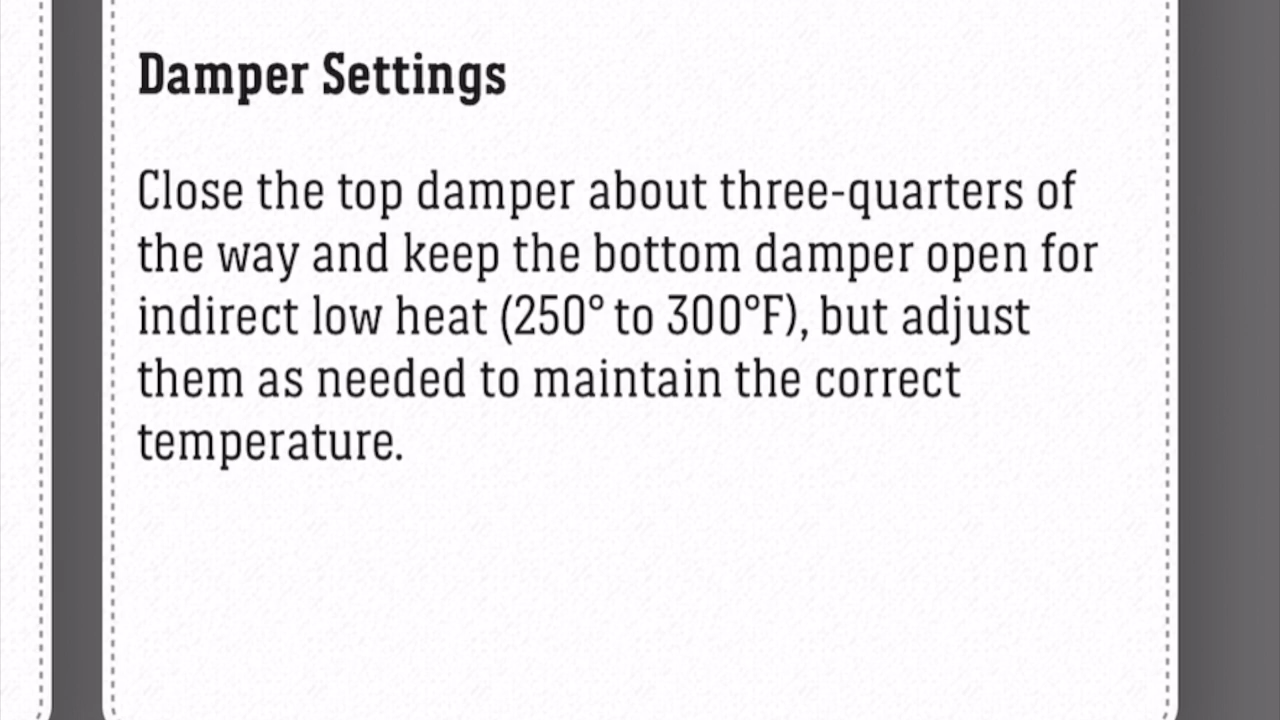 Damper Settings
Close the top damper about three-quarters of
the way and keep the bottom damper open for
indirect low heat (250° to 300°F), but adjust
them as needed to maintain the correct
temperature.